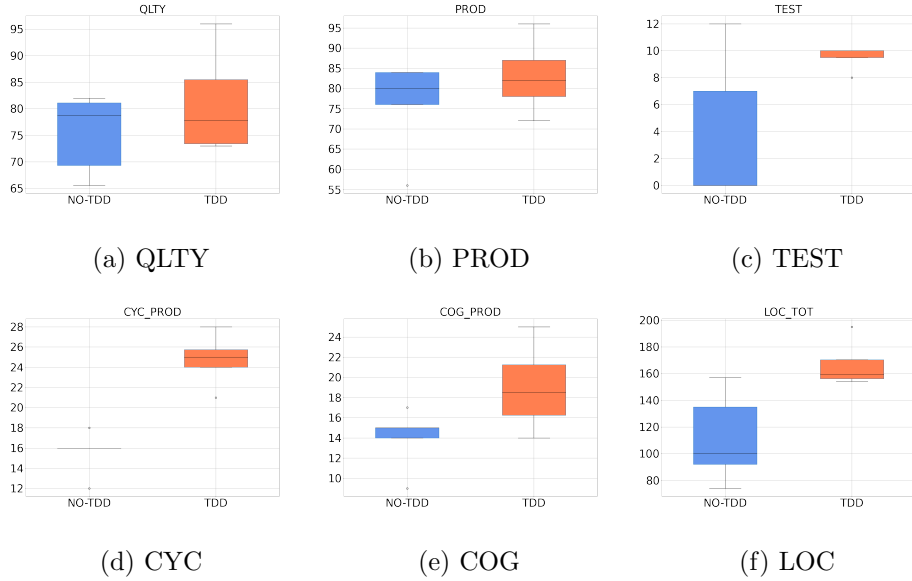 QLTY
95
90
85
80
75
70
65
NO-TDD TDD
(a) QLTY
PROD
95
90
85
80
75
70
65
60
55
NO-TDD TDD
(b) PROD
TEST
12
10
8
6
4
2
0
NO-TDD TDD
(c) TEST
CYC_PROD
28
26
24
22
20
18
16
14
12
NO-TDD TDD
(d) CYC
COG_PROD
24
22
20
18
16
14
12
10
NO-TDD TDD
(e) COG
LOC_TOT
200
180
160
140
120
100
80
NO-TDD TDD
(f) LOC